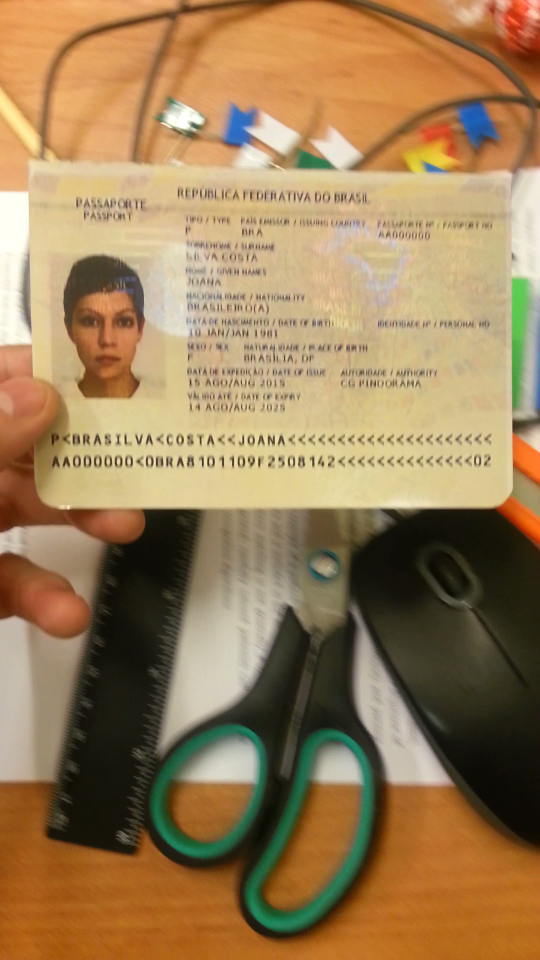 REPÚBLICA FEDERATIVA DO BRASIL
PASSAPORTE
PASSPORT
TIPO / TYPE PAÍS EMISSOR / ISSUING COUNTRY PASSAPORTE Nº / PASSPORT NO
P BRA AA000000
SOBRENOME / SURNAME
SILVA COSTA
NOME / GIVEN NAMES
JOANA
NACIONALIDADE / NATIONALITY
BRASILEIRO(A)
DATA DE NASCIMENTO / DATE OF BIRTH IDENTIDADE Nº / PERSONAL NO
10 JAN/JAN 1981
SEXO / SEX NATURALIDADE / PLACE OF BIRTH
F BRASÍLIA, DF
DATA DE EXPEDIÇÃO / DATE OF ISSUE AUTORIDADE / AUTHORITY
15 AGO/AUG 2015 CG PINDORAMA
VÁLIDO ATÉ / DATE OF EXPIRY
14 AGO/AUG 2025
P<BRASILVA<COSTA<<JOANA<<<<<<<<<<<<<<<<<<<<<
AA000000<0BRA8101109F2508142<<<<<<<<<<<<<<02